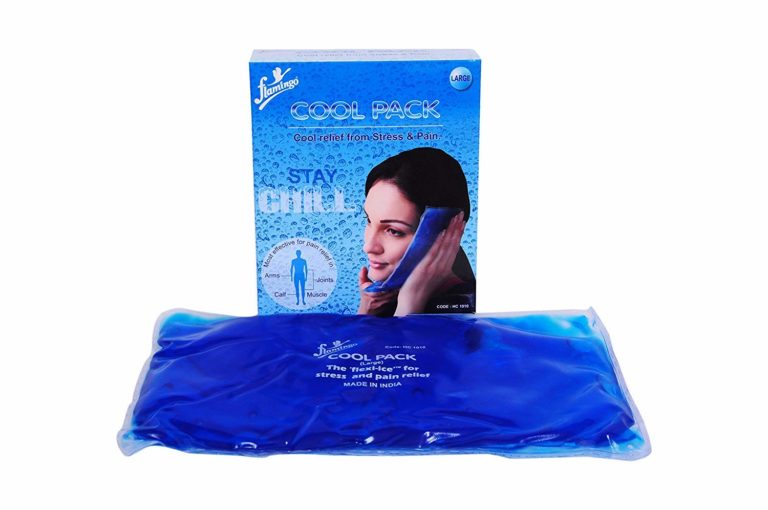 flamingo
LARGE
COOL PACK
Cool relief from Stress & Pain.
STAY
CHILL
Most effective for pain relief in
Arms
Joints
Calf
Muscle
CODE : HC 1010
flamingo
Code: HC 1010
COOL PACK
(Large)
The 'flexi-ice™ for
stress and pain relief
MADE IN INDIA